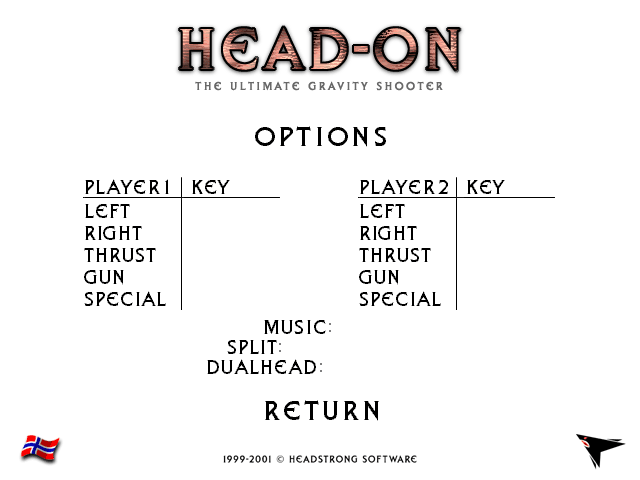 HEAD-ON
THE ULTIMATE GRAVITY SHOOTER
OPTIONS
PLAYER1 KEY PLAYER2 KEY
LEFT LEFT
RIGHT RIGHT
THRUST THRUST
GUN GUN
SPECIAL SPECIAL
MUSIC:
SPLIT:
DUALHEAD:
RETURN
1999-2001 © HEADSTRONG SOFTWARE